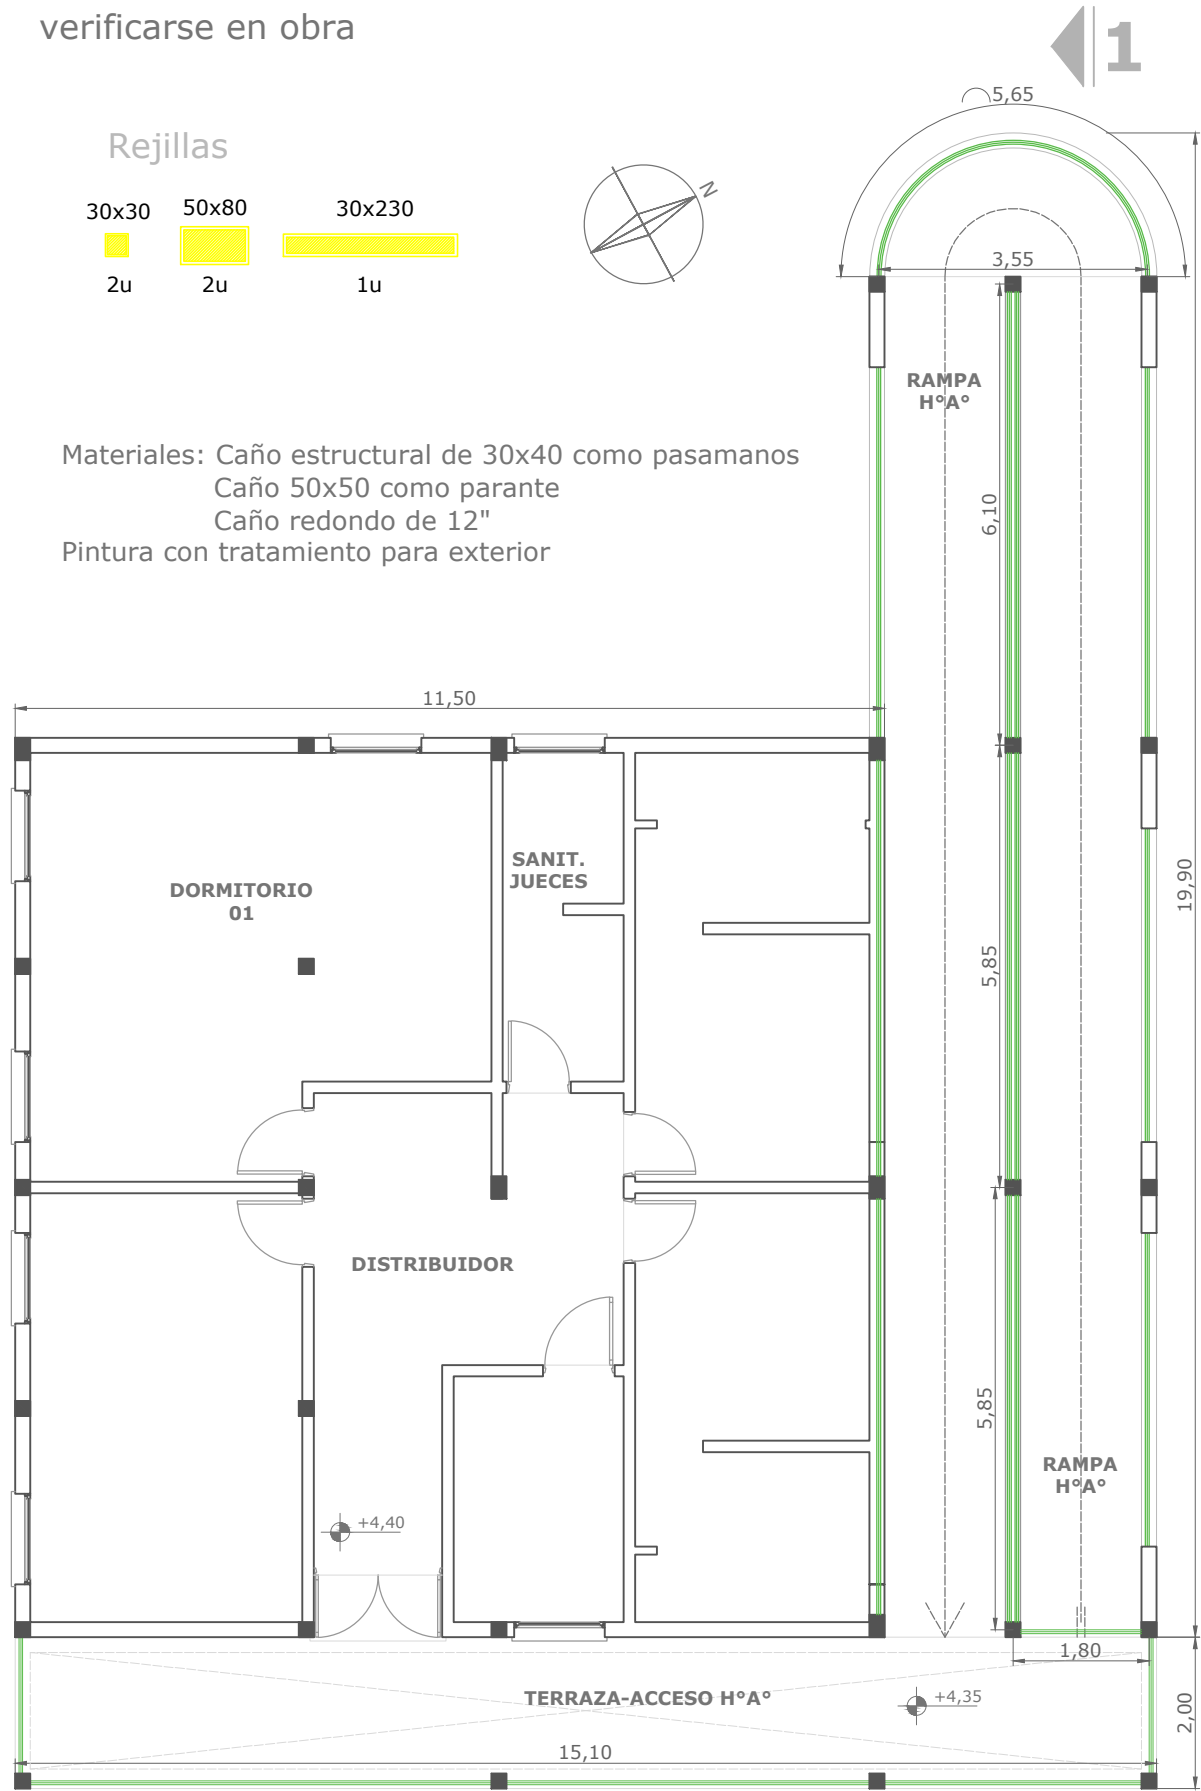 verificarse en obra
1
5,65
Rejillas
30x30 50x80 30x230
2u 2u 1u
N
3,55
RAMPA
H°A°
Materiales: Caño estructural de 30x40 como pasamanos
Caño 50x50 como parante
Caño redondo de 12"
Pintura con tratamiento para exterior
6,10
11,50
SANIT.
JUECES
DORMITORIO
01
19,90
5,85
DISTRIBUIDOR
5,85
RAMPA
H°A°
+4,40
1,80
TERRAZA-ACCESO H°A°
+4,35
2,00
15,10